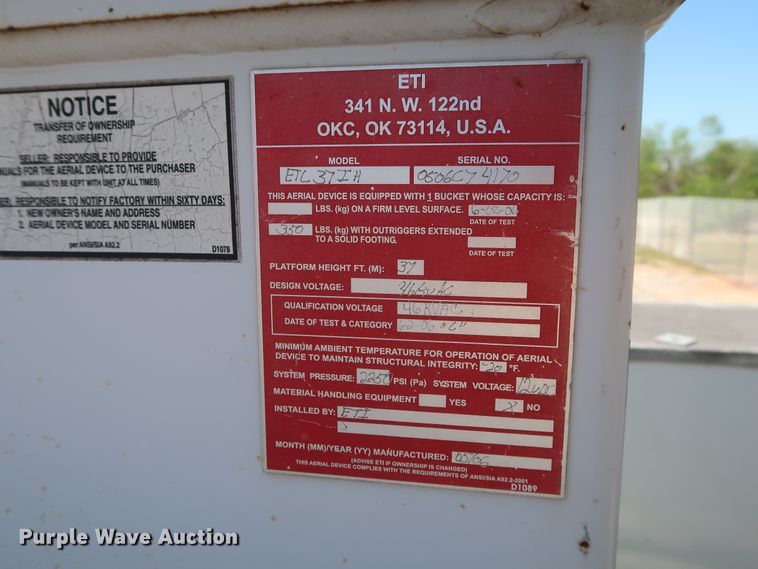 NOTICE
TRANSFER OF OWNERSHIP
REQUIREMENT
SELLER: RESPONSIBLE TO PROVIDE
FOR THE AERIAL DEVICE TO THE PURCHASER
(MANUALS TO BE KEPT WITH UNIT AT ALL TIMES)
RESPONSIBLE TO NOTIFY FACTORY WITHIN SIXTY DAYS:
1. NEW OWNER'S NAME AND ADDRESS
2. AERIAL DEVICE MODEL AND SERIAL NUMBER
per ANSI/SIA A92.2 D1078
ETI
341 N. W. 122nd
OKC, OK 73114, U.S.A.
MODEL SERIAL NO.
ETC37IH 0506C74170
THIS AERIAL DEVICE IS EQUIPPED WITH 1 BUCKET WHOSE CAPACITY IS:
LBS. (kg) ON A FIRM LEVEL SURFACE.
DATE OF TEST
350 LBS. (kg) WITH OUTRIGGERS EXTENDED
TO A SOLID FOOTING.
DATE OF TEST
PLATFORM HEIGHT FT. (M): 37
DESIGN VOLTAGE: 46KVAC
QUALIFICATION VOLTAGE 46KVAC
DATE OF TEST & CATEGORY "C"
MINIMUM AMBIENT TEMPERATURE FOR OPERATION OF AERIAL
DEVICE TO MAINTAIN STRUCTURAL INTEGRITY: -20 °F.
SYSTEM PRESSURE: 2250 PSI (Pa) SYSTEM VOLTAGE: 12VDC
MATERIAL HANDLING EQUIPMENT YES X NO
INSTALLED BY: ETI
MONTH (MM)/YEAR (YY) MANUFACTURED: 05/06
(ADVISE ETI IF OWNERSHIP IS CHANGED)
THIS AERIAL DEVICE COMPLIES WITH THE REQUIREMENTS OF ANSI/SIA A92.2-2001
D1089
Purple Wave Auction